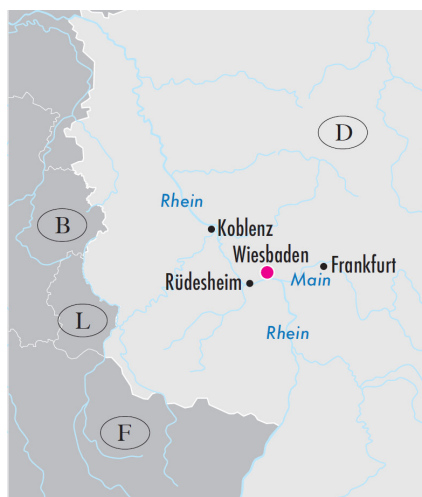 D
Rhein
B
Koblenz
Wiesbaden
Frankfurt
Rüdesheim
Main
L
Rhein
F